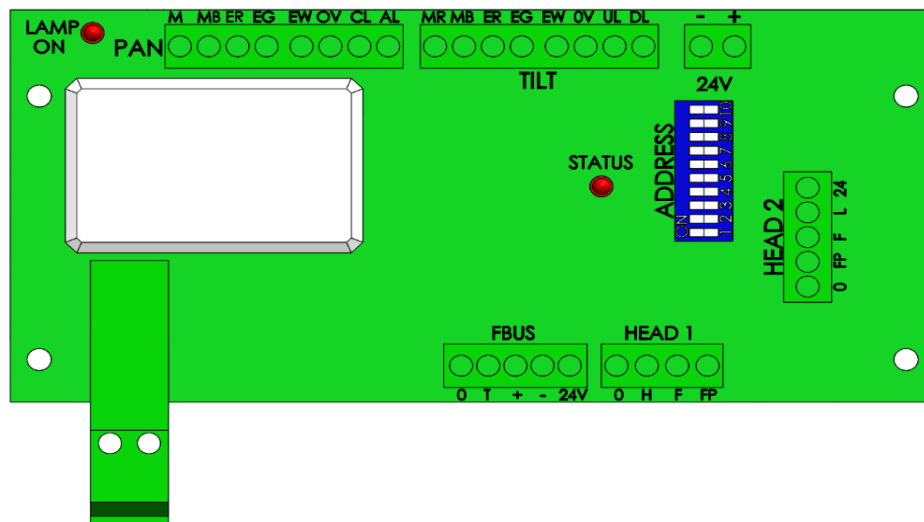 LAMP
ON
PAN
M MB ER EG EW OV CL AL
MR MB ER EG EW 0V UL DL
TILT
- +
24V
STATUS
ADDRESS
ON
1 2 3 4 5 6 7 8 9 10
HEAD 2
0 FP F L 24
FBUS
0 T + - 24V
HEAD 1
0 H F FP